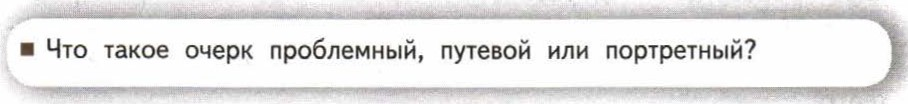 ■ Что такое очерк проблемный, путевой или портретный?